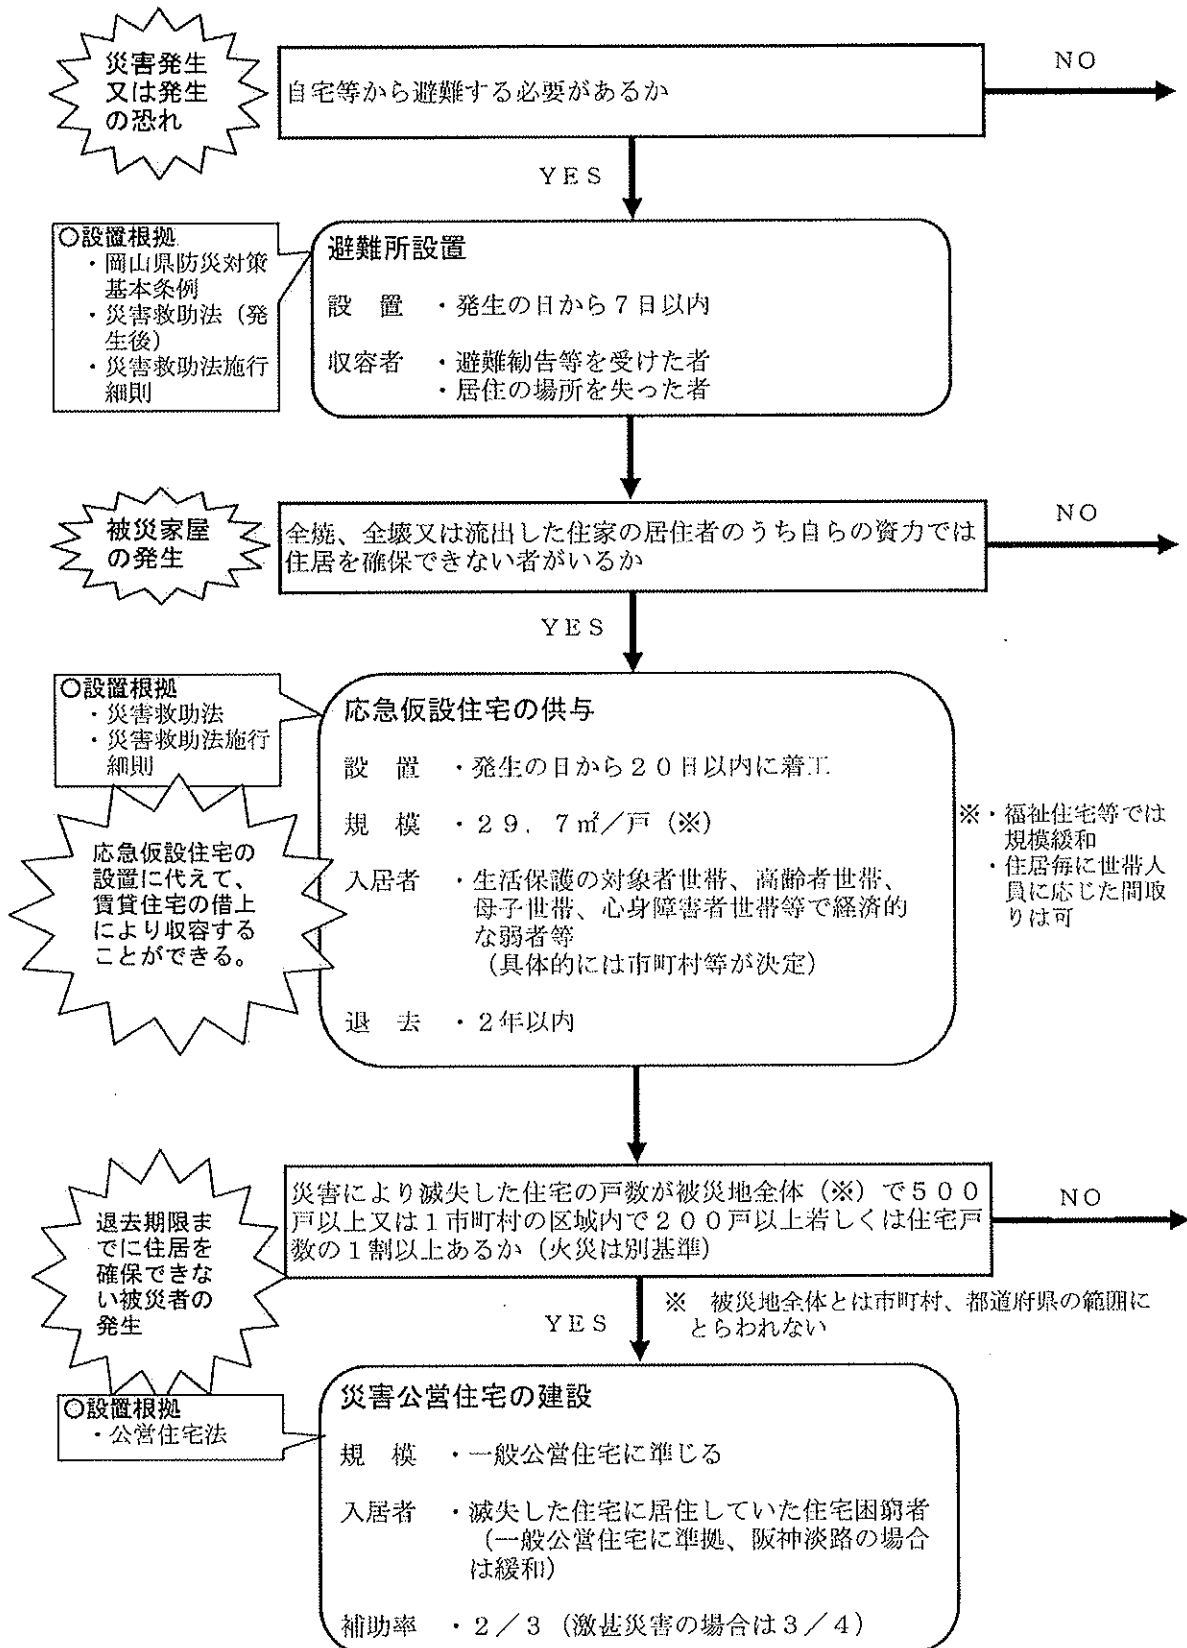 災害発生
又は発生
の恐れ
自宅等から避難する必要があるか
ＮＯ
ＹＥＳ
○設置根拠
・岡山県防災対策
基本条例
・災害救助法（発
生後）
・災害救助法施行
細則
避難所設置
設　置　・発生の日から７日以内
収容者　・避難勧告等を受けた者
・居住の場所を失った者
被災家屋
の発生
全焼、全壊又は流出した住家の居住者のうち自らの資力では
住居を確保できない者がいるか
ＮＯ
ＹＥＳ
○設置根拠
・災害救助法
・災害救助法施行
細則
応急仮設住宅の
設置に代えて、
賃貸住宅の借上
により収容する
ことができる。
応急仮設住宅の供与
設　置　・発生の日から２０日以内に着工
規　模　・２９．７㎡／戸（※）
入居者　・生活保護の対象者世帯、高齢者世帯、
母子世帯、心身障害者世帯等で経済的
な弱者等
（具体的には市町村等が決定）
退　去　・２年以内
※・福祉住宅等では
規模緩和
・住居毎に世帯人
員に応じた間取
りは可
退去期限ま
でに住居を
確保できな
い被災者の
発生
災害により滅失した住宅の戸数が被災地全体（※）で５００
戸以上又は１市町村の区域内で２００戸以上若しくは住宅戸
数の１割以上あるか（火災は別基準）
ＮＯ
ＹＥＳ
※　被災地全体とは市町村、都道府県の範囲に
とらわれない
○設置根拠
・公営住宅法
災害公営住宅の建設
規　模　・一般公営住宅に準じる
入居者　・滅失した住宅に居住していた住宅困窮者
（一般公営住宅に準拠、阪神淡路の場合
は緩和）
補助率　・２／３（激甚災害の場合は３／４）